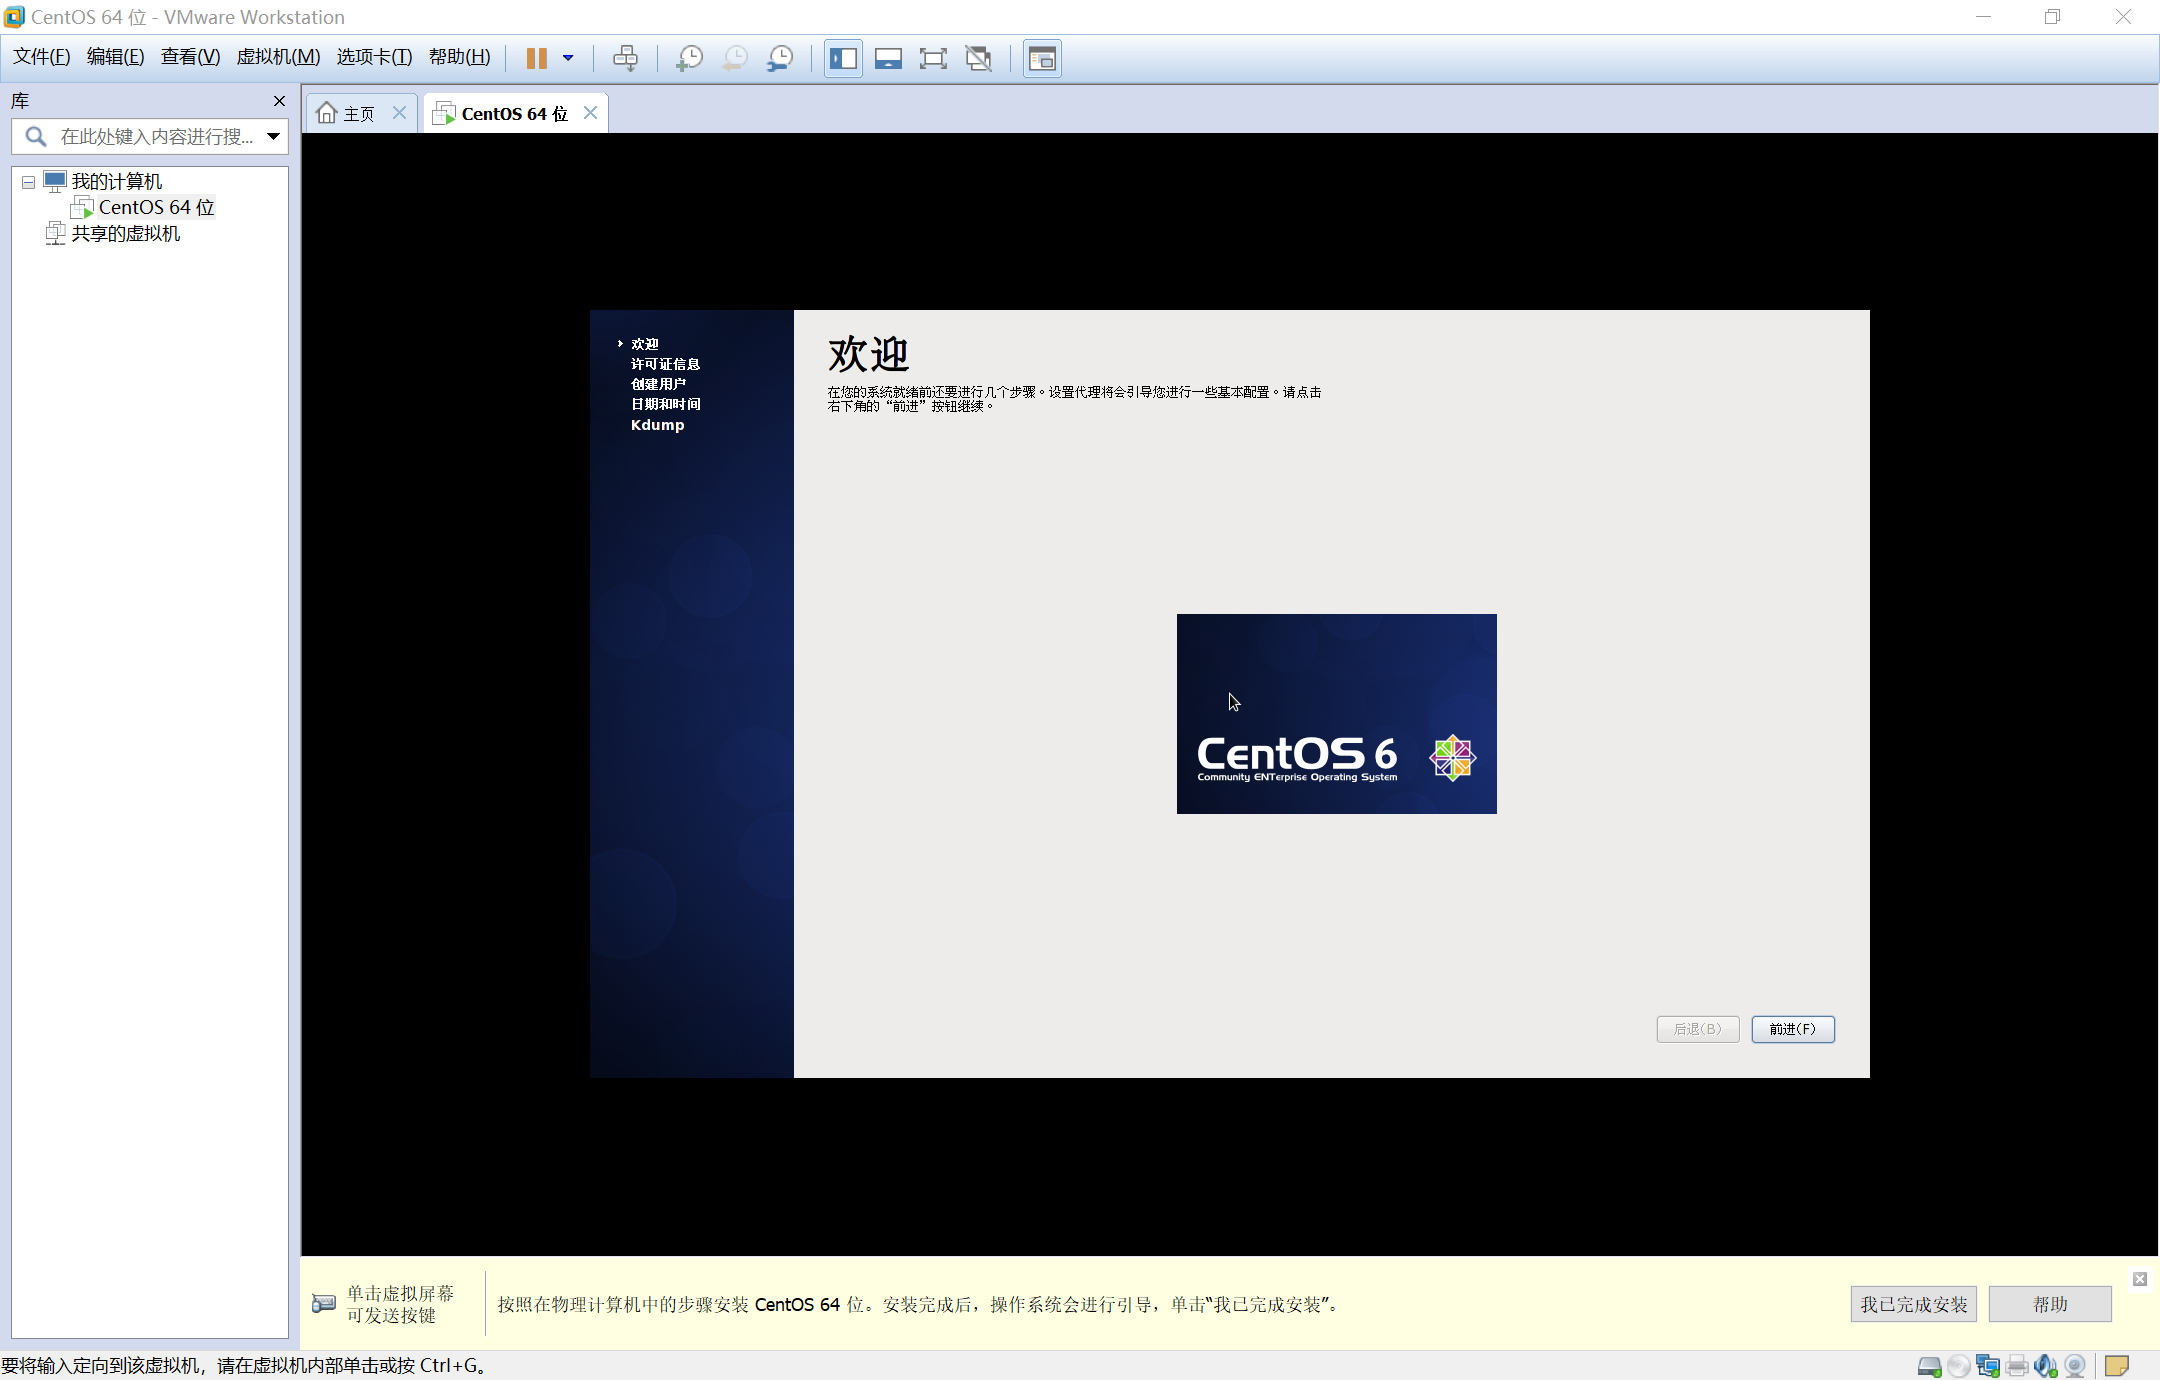 CentOS 64 位 - VMware Workstation
文件(F) 编辑(E) 查看(V) 虚拟机(M) 选项卡(T) 帮助(H)
库
在此处键入内容进行搜...
我的计算机
CentOS 64 位
共享的虚拟机
主页
CentOS 64 位
欢迎
许可证信息
创建用户
日期和时间
Kdump
欢迎
在您的系统就绪前还要进行几个步骤。设置代理将会引导您进行一些基本配置。请点击
右下角的“前进”按钮继续。
CentOS 6
Community ENTerprise Operating System
后退(B) 前进(F)
单击虚拟屏幕
可发送按键
按照在物理计算机中的步骤安装 CentOS 64 位。安装完成后，操作系统会进行引导，单击“我已完成安装”。
我已完成安装 帮助
要将输入定向到该虚拟机，请在虚拟机内部单击或按 Ctrl+G。